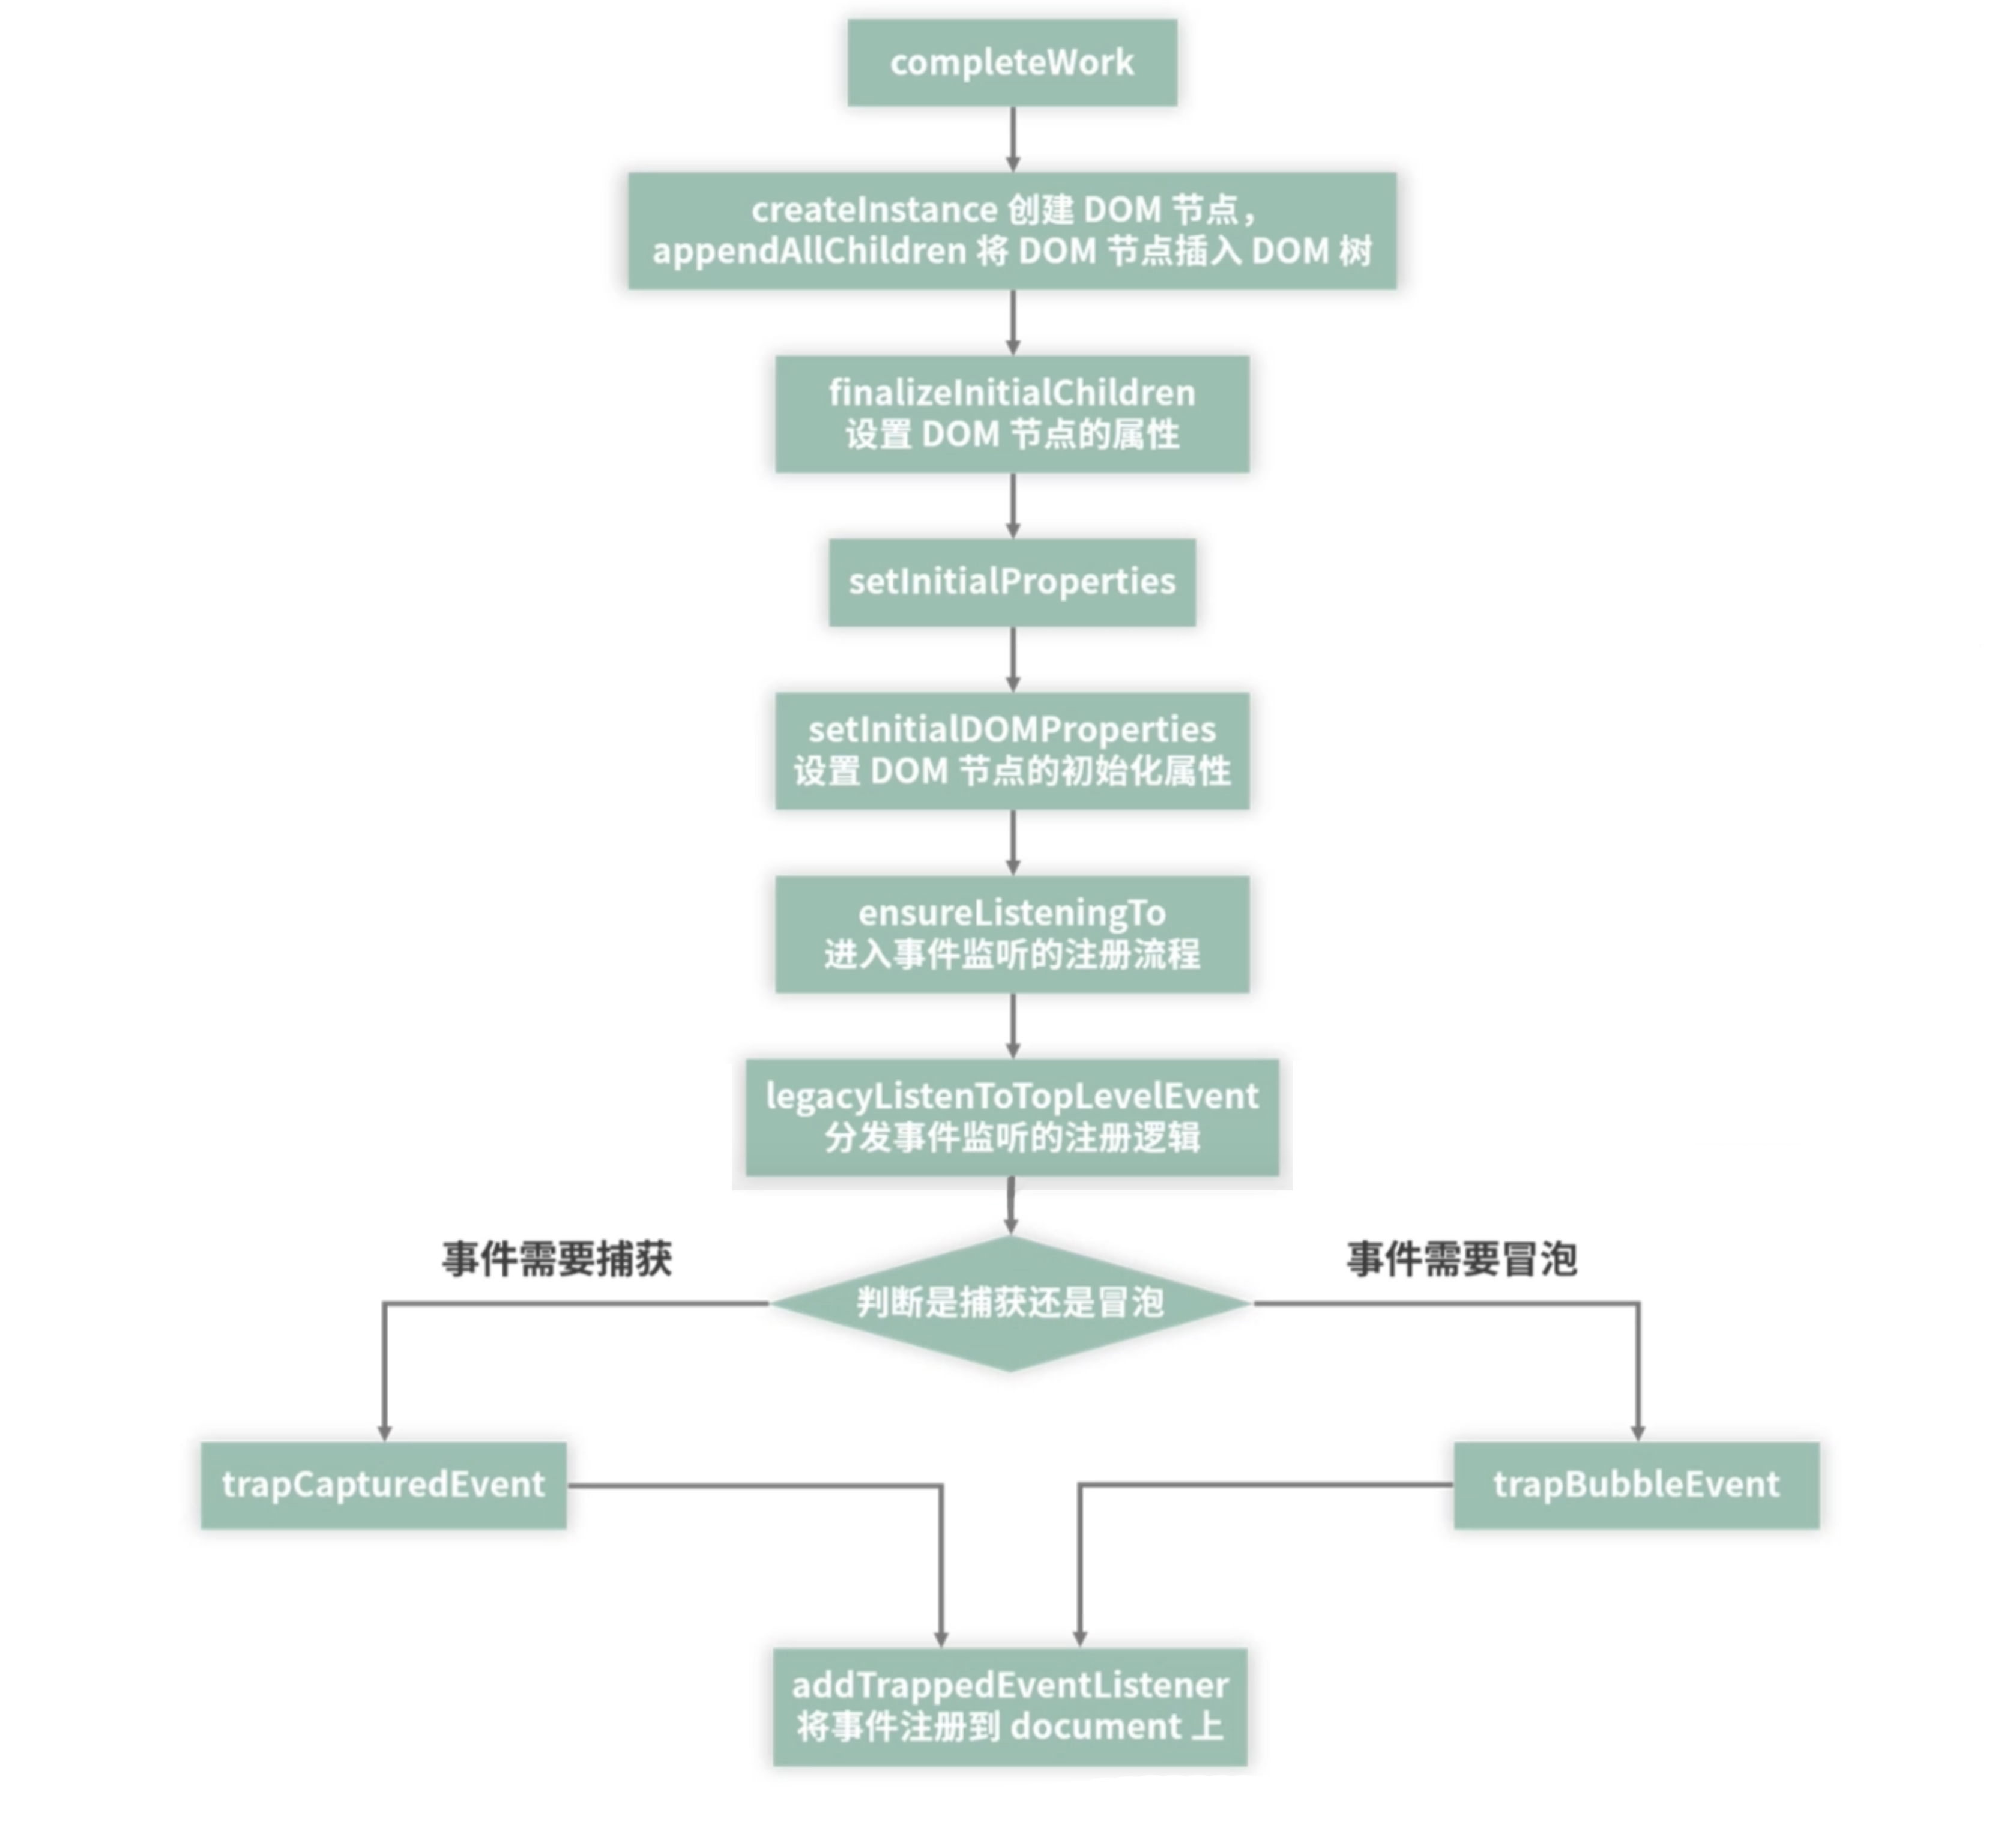 completeWork
createInstance 创建 DOM 节点，
appendAllChildren 将 DOM 节点插入 DOM 树
finalizeInitialChildren
设置 DOM 节点的属性
setInitialProperties
setInitialDOMProperties
设置 DOM 节点的初始化属性
ensureListeningTo
进入事件监听的注册流程
legacyListenToTopLevelEvent
分发事件监听的注册逻辑
事件需要捕获
事件需要冒泡
判断是捕获还是冒泡
trapCapturedEvent
trapBubbleEvent
addTrappedEventListener
将事件注册到 document 上